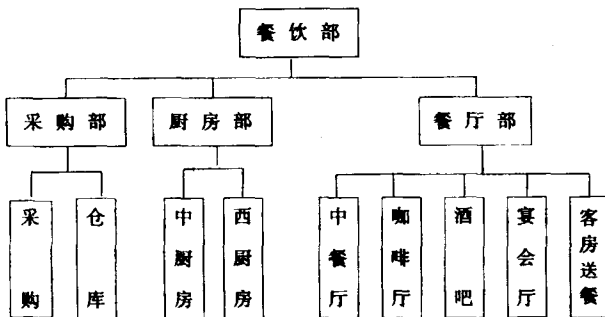 餐饮部
采购部
厨房部
餐厅部
采购
仓库
中厨房
西厨房
中餐厅
咖啡厅
酒吧
宴会厅
客房送餐